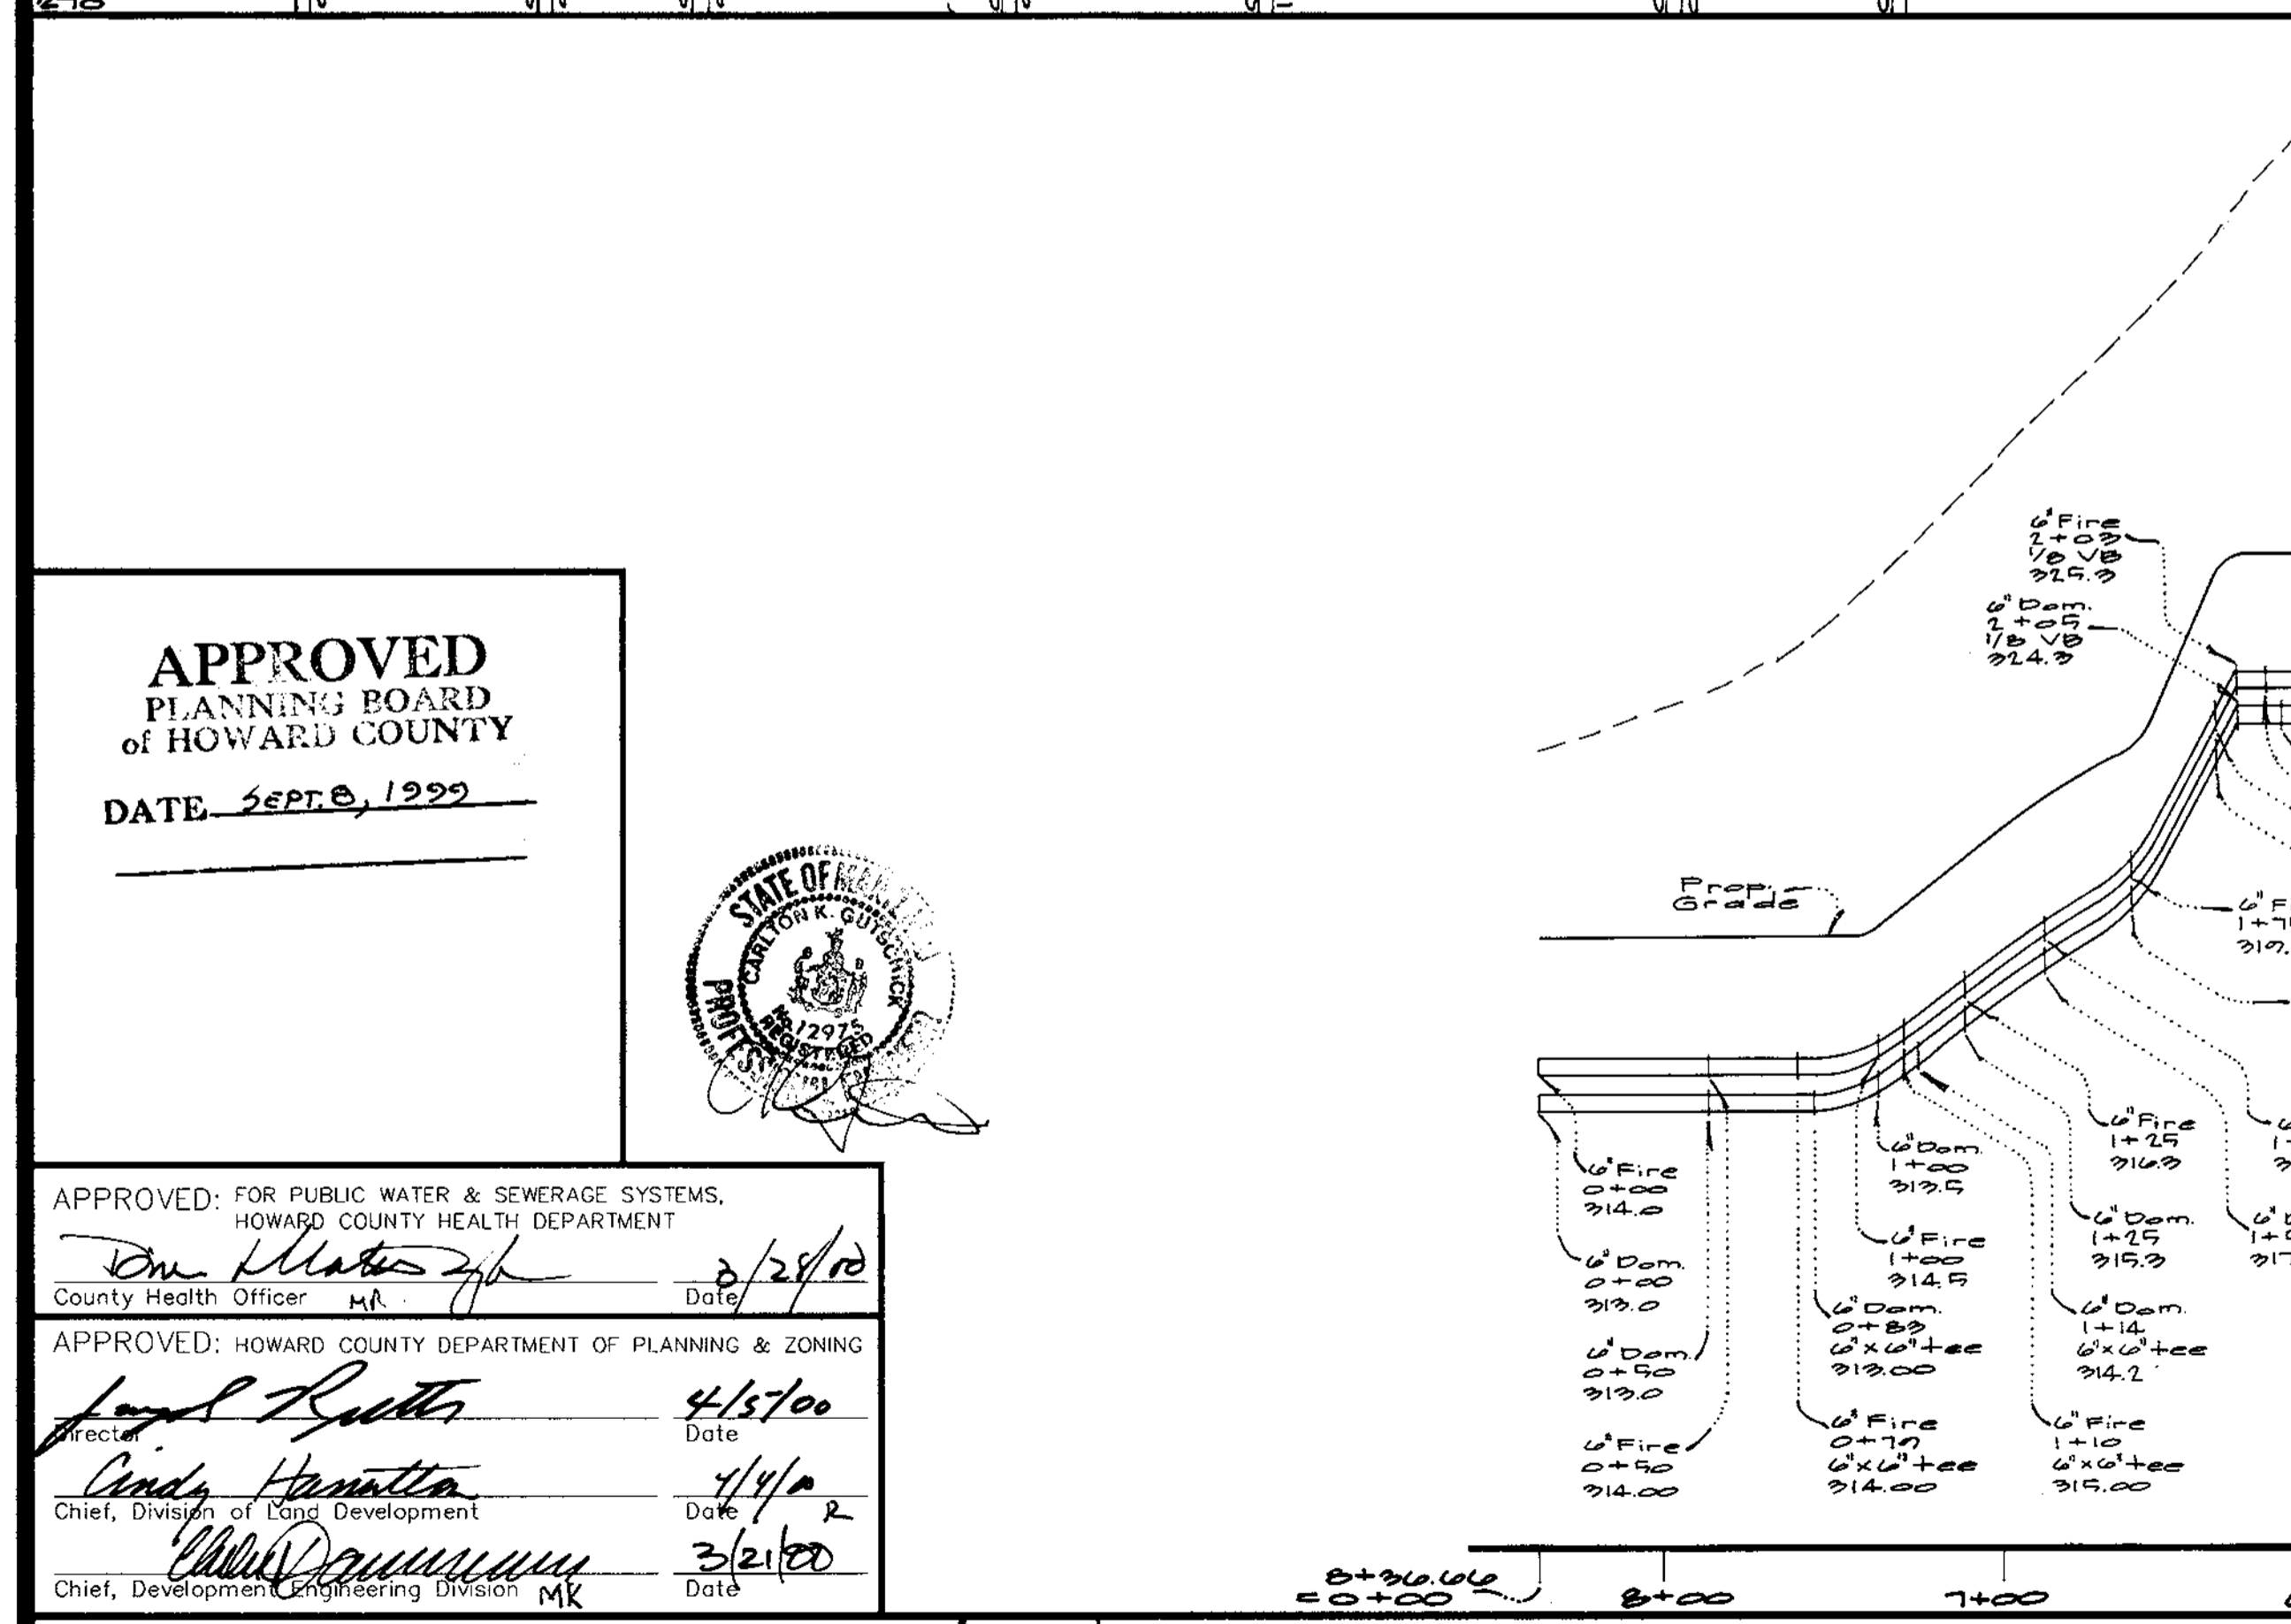 APPROVED
PLANNING BOARD
of HOWARD COUNTY
DATE SEPT. 8, 1999
STATE OF
CARLTON K. GUTSCHICK
12975
REGISTERED
APPROVED: FOR PUBLIC WATER & SEWERAGE SYSTEMS,
HOWARD COUNTY HEALTH DEPARTMENT
County Health Officer MR
Date
APPROVED: HOWARD COUNTY DEPARTMENT OF PLANNING & ZONING
4/5/00
Director
Date
Cindy Hamilton
4/4/00
Chief, Division of Land Development
Date R
3/21/00
Chief, Development Engineering Division MK
Date
6" Fire
2+03
1/8 VB
325.3
6" Dom.
2+05
1/8 VB
324.3
Prop.
Grade
6" Fire
0+00
314.0
6" Dom.
0+00
313.0
6" Dom.
0+50
313.0
6" Fire
0+50
314.00
6" Dom.
1+00
313.5
6" Fire
1+00
314.5
6" Dom.
0+83
6"x6" tee
313.00
6" Fire
6"x6" tee
314.00
6" Fire
1+25
316.3
6" Dom.
1+25
315.3
6" Dom.
1+14
6"x6" tee
314.2
6" Fire
1+10
6"x6" tee
315.00
8+36.66
=0+00
8+00
7+00